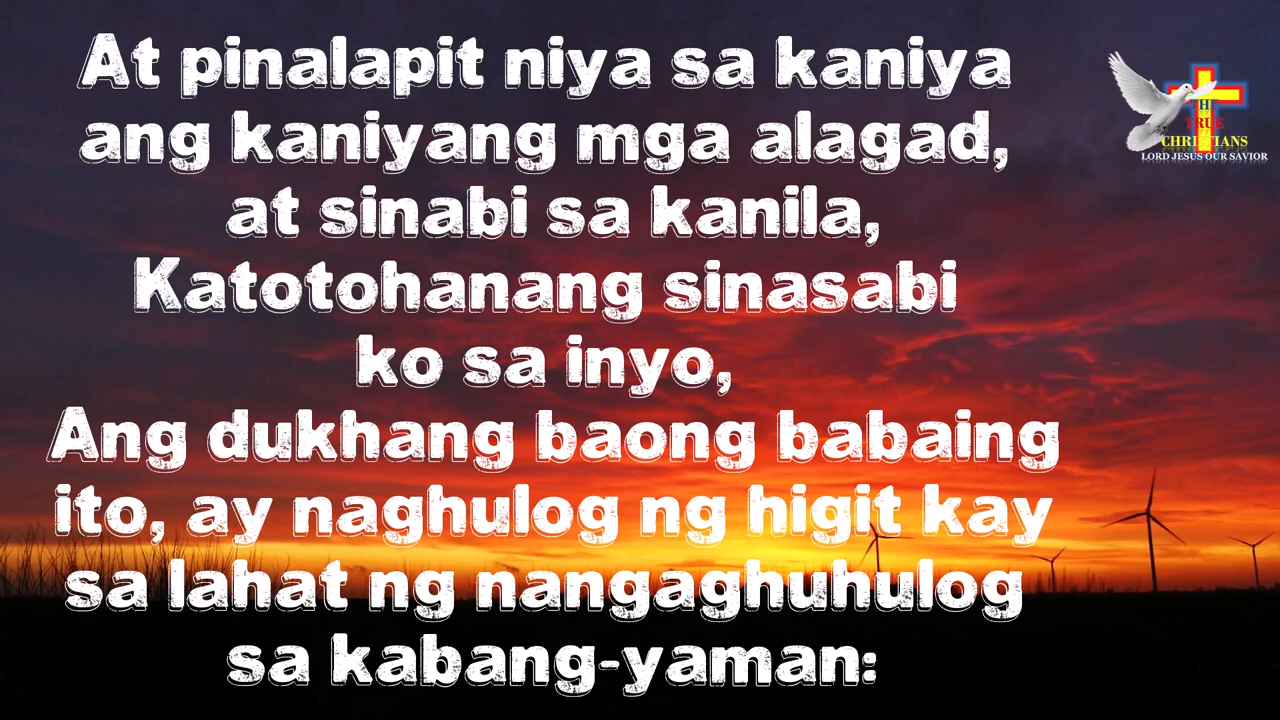 At pinalapit niya sa kaniya
ang kaniyang mga alagad,
at sinabi sa kanila,
Katotohanang sinasabi
ko sa inyo,
Ang dukhang baong babaing
ito, ay naghulog ng higit kay
sa lahat ng nangaghuhulog
sa kabang-yaman:
THE
TRUE
CHRISTIANS
LORD JESUS OUR SAVIOR